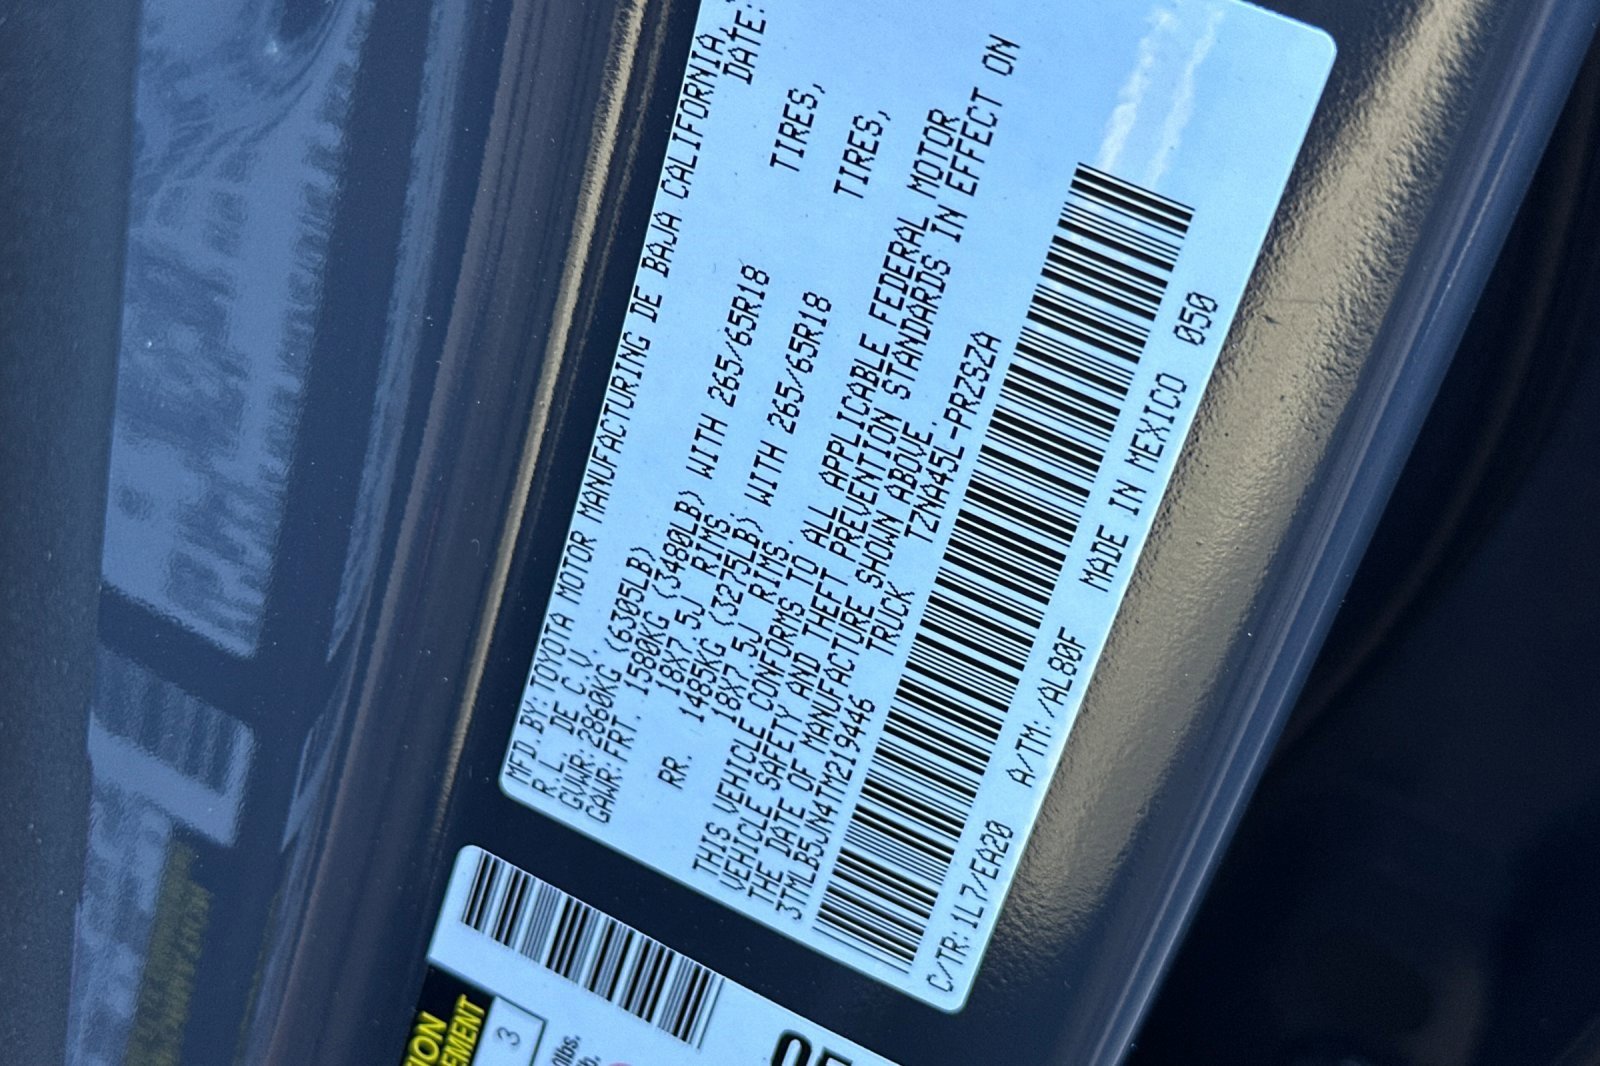 MFD. BY: TOYOTA MOTOR MANUFACTURING DE BAJA CALIFORNIA,
R. L. DE C.V. DATE:
GVWR: 2860KG (6305LB)
GAWR: FRT. 1580KG (3480LB) WITH 265/65R18 TIRES,
18X7.5J RIMS
RR. 1485KG (3275LB) WITH 265/65R18 TIRES,
18X7.5J RIMS
THIS VEHICLE CONFORMS TO ALL APPLICABLE FEDERAL MOTOR
VEHICLE SAFETY AND THEFT PREVENTION STANDARDS IN EFFECT ON
THE DATE OF MANUFACTURE SHOWN ABOVE.
3TMLB5JN4TM219446 TRUCK TZNA45L-PRZSZA
C/TR: 1L7/EA20 A/TM: /AL80F MADE IN MEXICO 050
3